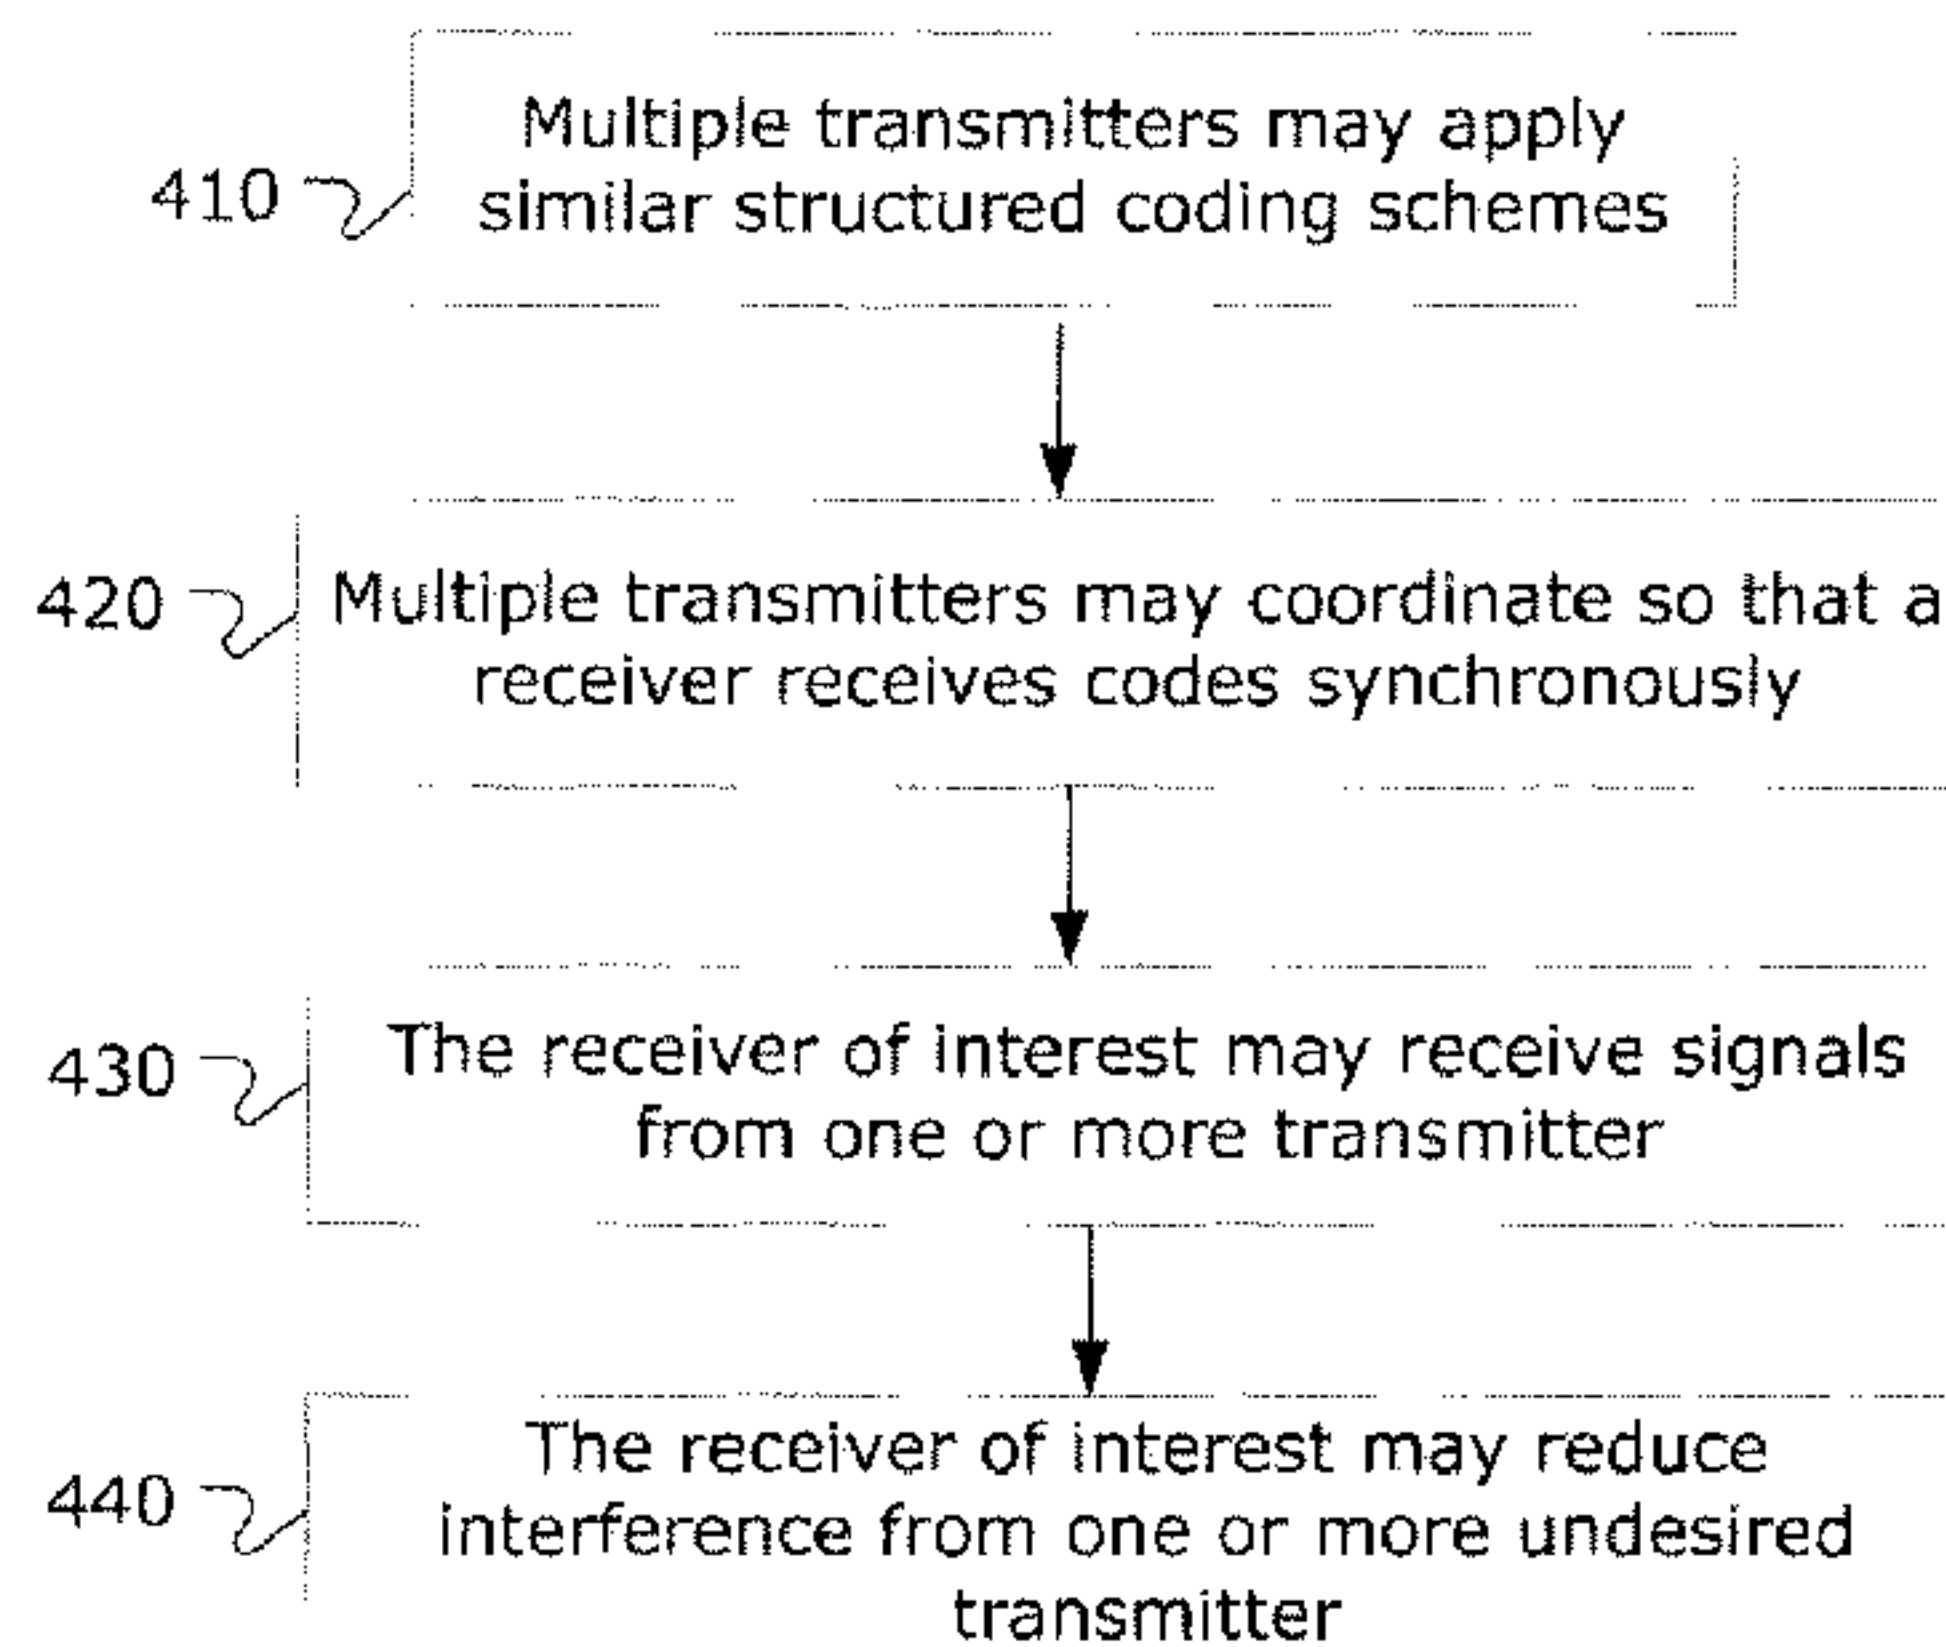 Multiple transmitters may apply
410
similar structured coding schemes
420
Multiple transmitters may coordinate so that a
receiver receives codes synchronously
430
The receiver of interest may receive signals
from one or more transmitter
440
The receiver of interest may reduce
interference from one or more undesired
transmitter